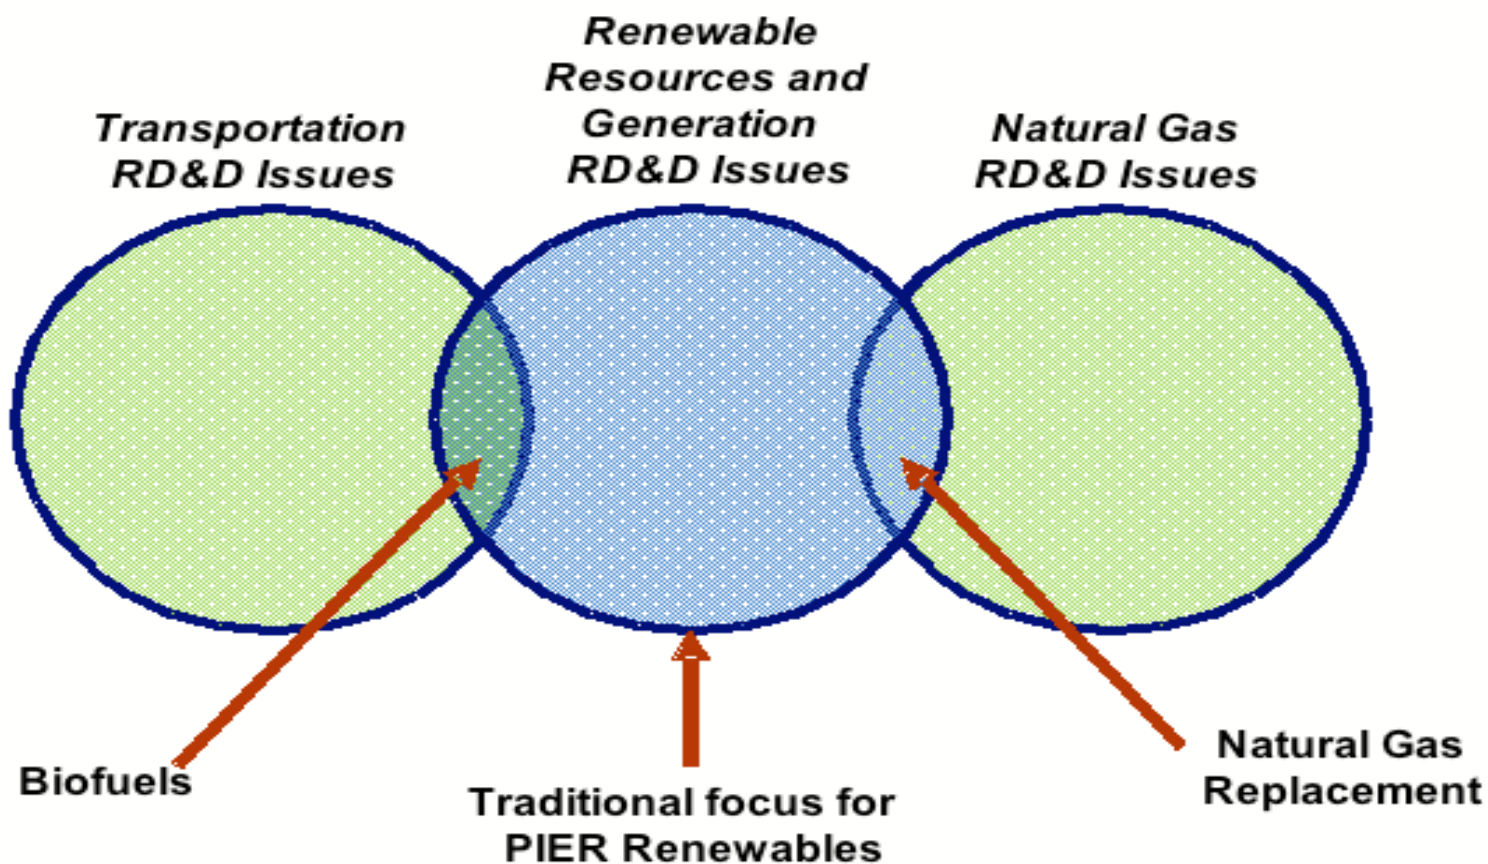 Transportation
RD&D Issues
Renewable
Resources and
Generation
RD&D Issues
Natural Gas
RD&D Issues
Biofuels
Traditional focus for
PIER Renewables
Natural Gas
Replacement